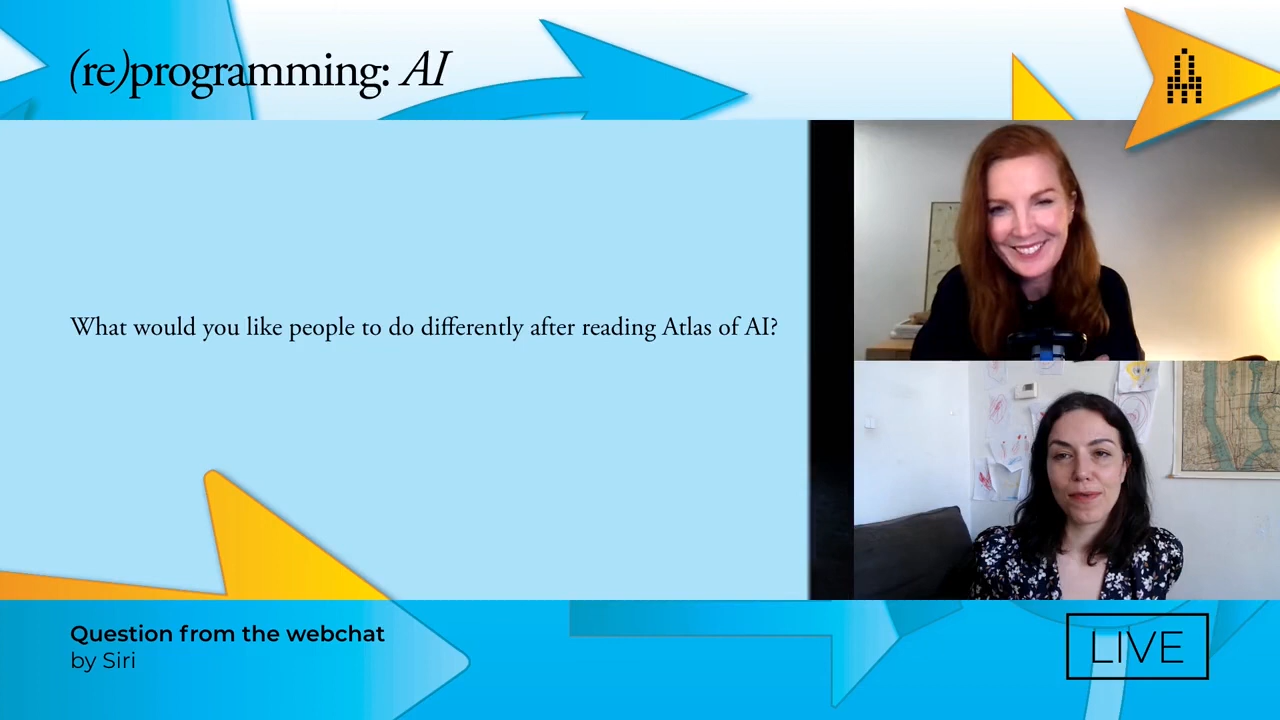 (re)programming: AI
What would you like people to do differently after reading Atlas of AI?
Question from the webchat
by Siri
LIVE